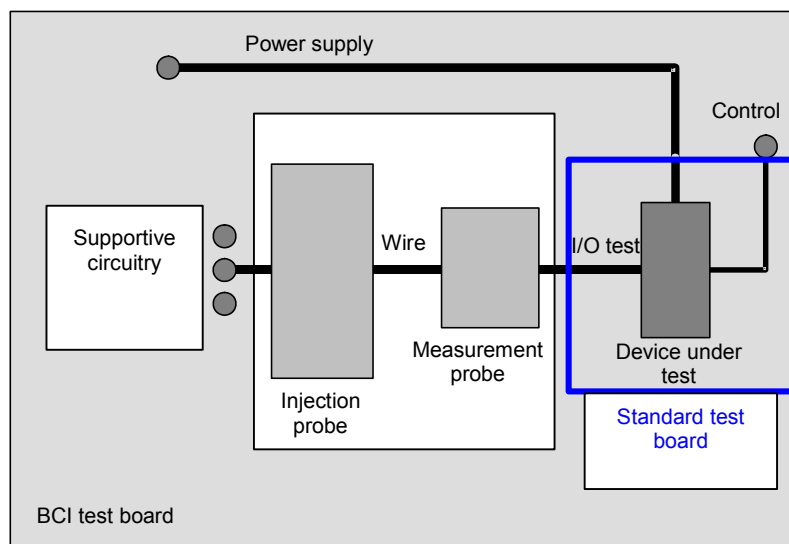 Power supply
Control
Supportive
circuitry
Wire
I/O test
Measurement
probe
Device under
test
Injection
probe
Standard test
board
BCI test board